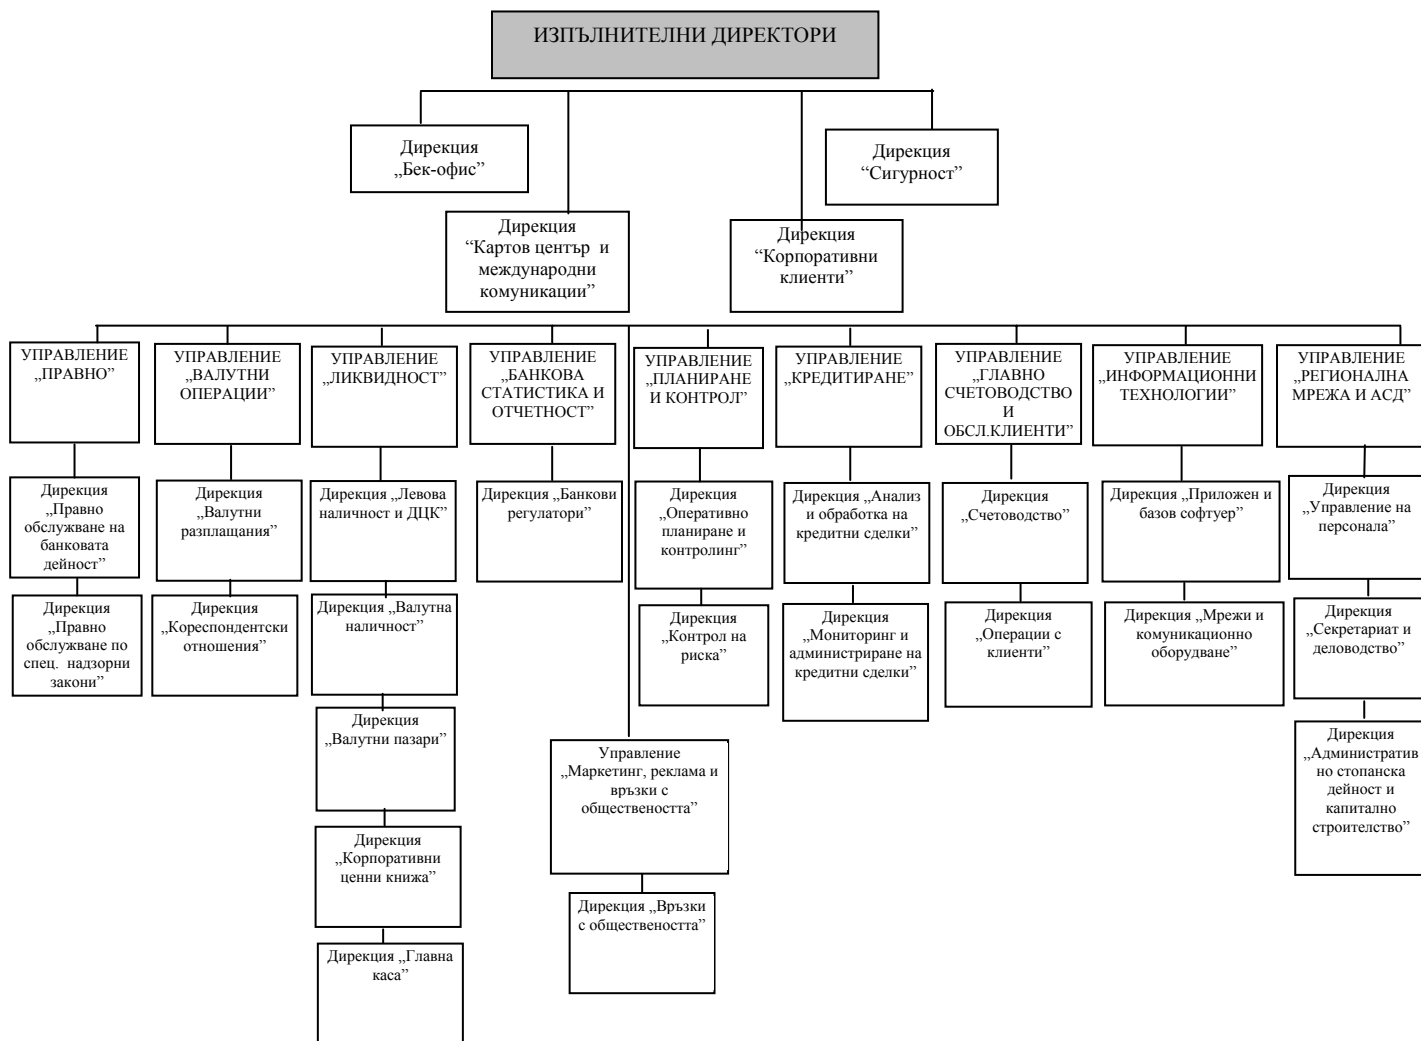 ИЗПЪЛНИТЕЛНИ ДИРЕКТОРИ
Дирекция
„Бек-офис”
Дирекция
“Сигурност”
Дирекция
“Картов център и
международни
комуникации”
Дирекция
“Корпоративни
клиенти”
УПРАВЛЕНИЕ
„ПРАВНО”
УПРАВЛЕНИЕ
„ВАЛУТНИ
ОПЕРАЦИИ”
УПРАВЛЕНИЕ
„ЛИКВИДНОСТ”
УПРАВЛЕНИЕ
„БАНКОВА
СТАТИСТИКА И
ОТЧЕТНОСТ”
УПРАВЛЕНИЕ
„ПЛАНИРАНЕ
И КОНТРОЛ”
УПРАВЛЕНИЕ
„КРЕДИТИРАНЕ”
УПРАВЛЕНИЕ
„ГЛАВНО
СЧЕТОВОДСТВО
И
ОБСЛ.КЛИЕНТИ”
УПРАВЛЕНИЕ
„ИНФОРМАЦИОННИ
ТЕХНОЛОГИИ”
УПРАВЛЕНИЕ
„РЕГИОНАЛНА
МРЕЖА И АСД”
Дирекция
„Правно
обслужване на
банковата
дейност”
Дирекция
„Валутни
разплащания
Дирекция „Левова
наличност и ДЦК”
Дирекция „Банкови
регулатори”
Дирекция
„Оперативно
планиране и
контролинг”
Дирекция „Анализ
и обработка на
кредитни сделки”
Дирекция
„Счетоводство”
Дирекция „Приложен и
базов софтуер”
Дирекция
„Управление на
персонала”
Дирекция
„Правно
обслужване по
спец. надзорни
закони”
Дирекция
„Кореспондентски
отношения”
Дирекция „Валутна
наличност”
Дирекция
„Контрол на
риска”
Дирекция
„Мониторинг и
администриране на
кредитни сделки”
Дирекция
„Операции с
клиенти”
Дирекция „Мрежи и
комуникационно
оборудване”
Дирекция
„Секретариат и
деловодство”
Дирекция
„Валутни пазари”
Управление
„Маркетинг, реклама и
връзки с
обществеността”
Дирекция
„Административ
но стопанска
дейност и
капитално
строителство”
Дирекция
„Корпоративни
ценни книжа”
Дирекция „Връзки
с обществеността”
Дирекция „Главна
каса”